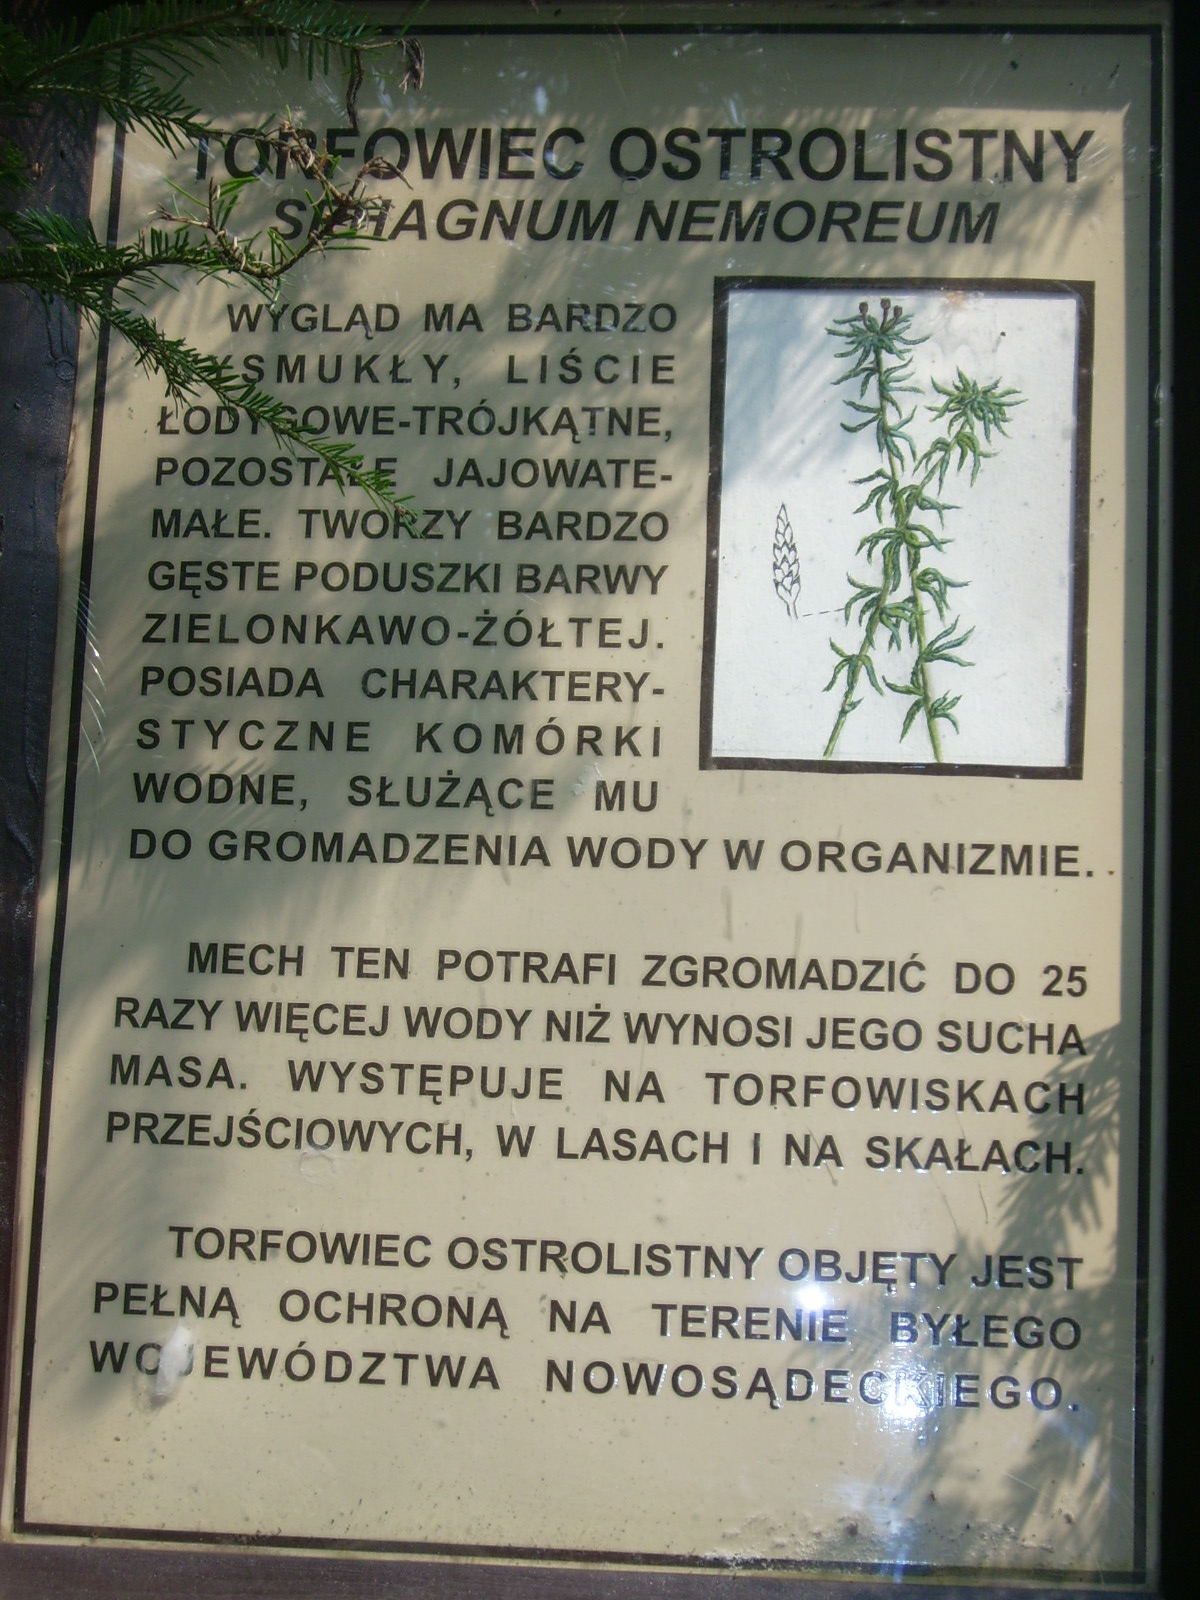 TORFOWIEC OSTROLISTNY
SPHAGNUM NEMOREUM
WYGLĄD MA BARDZO
WYSMUKŁY, LIŚCIE
ŁODYGOWE-TRÓJKĄTNE,
POZOSTAŁE JAJOWATE-
MAŁE. TWORZY BARDZO
GĘSTE PODUSZKI BARWY
ZIELONKAWO-ŻÓŁTEJ.
POSIADA CHARAKTERY-
STYCZNE KOMÓRKI
WODNE, SŁUŻĄCE MU
DO GROMADZENIA WODY W ORGANIZMIE.
MECH TEN POTRAFI ZGROMADZIĆ DO 25
RAZY WIĘCEJ WODY NIŻ WYNOSI JEGO SUCHA
MASA. WYSTĘPUJE NA TORFOWISKACH
PRZEJŚCIOWYCH, W LASACH I NA SKAŁACH.
TORFOWIEC OSTROLISTNY OBJĘTY JEST
PEŁNĄ OCHRONĄ NA TERENIE BYŁEGO
WOJEWÓDZTWA NOWOSĄDECKIEGO.